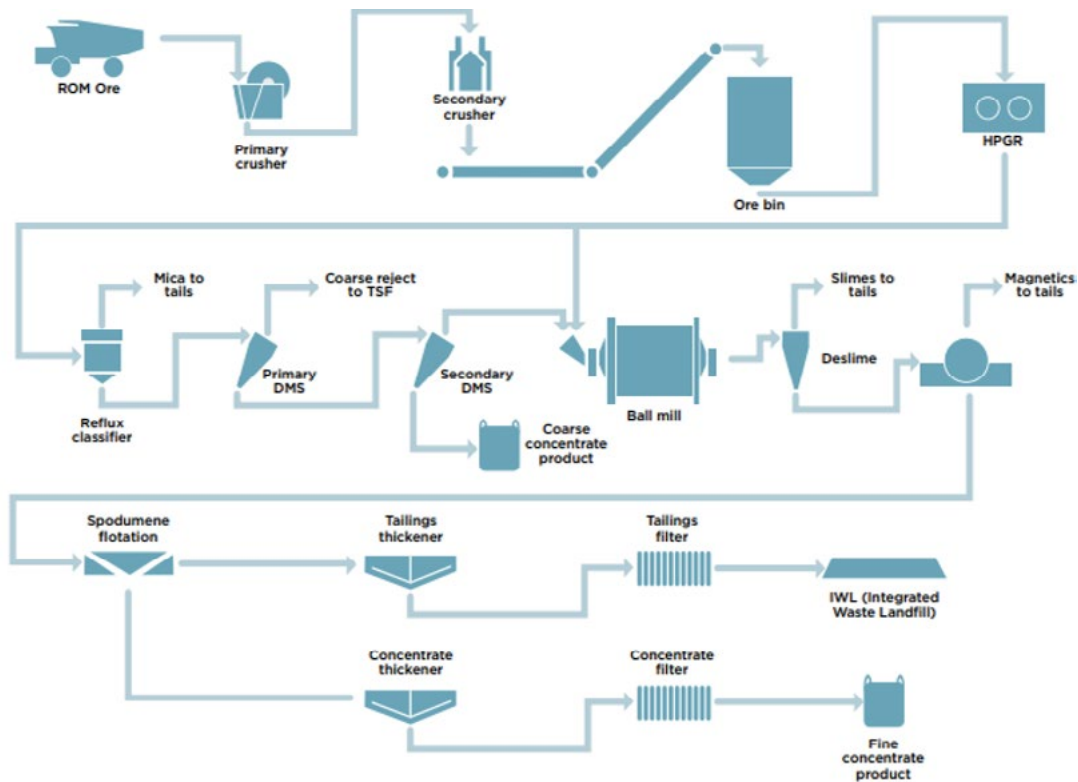 ROM Ore
Primary
crusher
Secondary
crusher
Ore bin
HPGR
Mica to
tails
Coarse reject
to TSF
Slimes to
tails
Magnetics
to tails
Reflux
classifier
Primary
DMS
Secondary
DMS
Coarse
concentrate
product
Ball mill
Deslime
Spodumene
flotation
Tailings
thickener
Tailings
filter
IWL (Integrated
Waste Landfill)
Concentrate
thickener
Concentrate
filter
Fine
concentrate
product